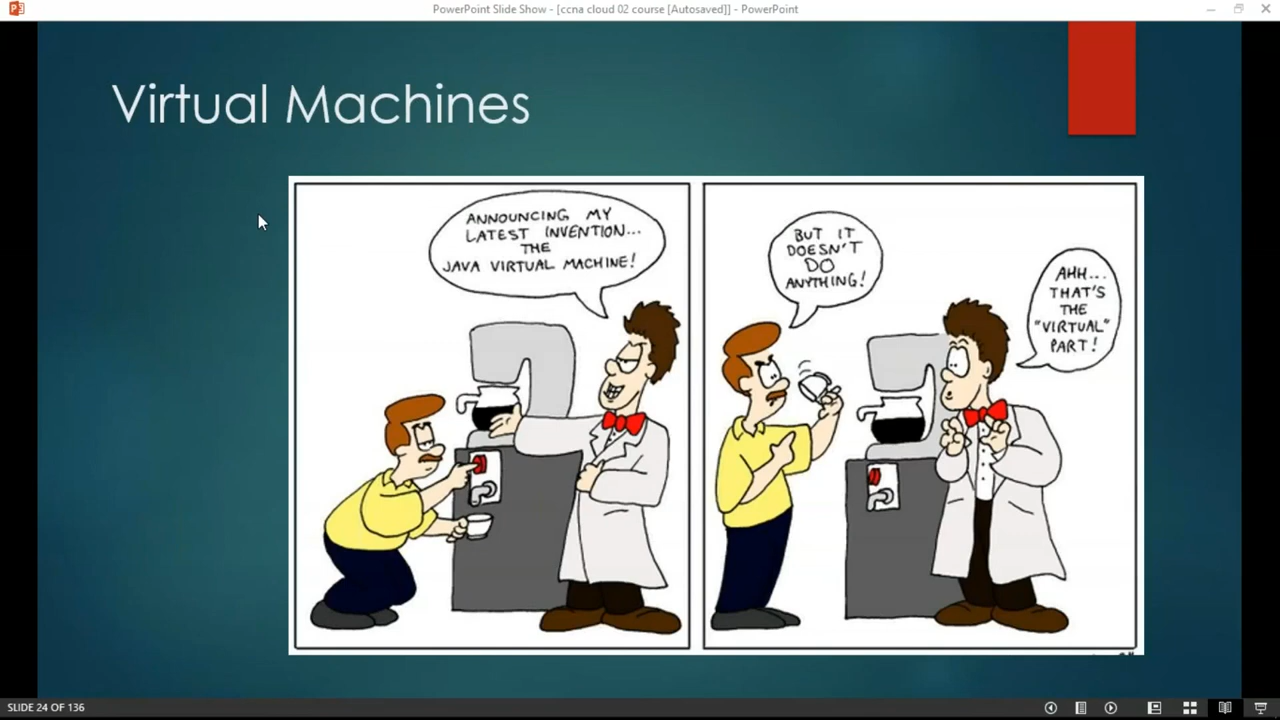 PowerPoint Slide Show - [ccna cloud 02 course [Autosaved]] - PowerPoint
Virtual Machines
ANNOUNCING MY
LATEST INVENTION...
THE
JAVA VIRTUAL MACHINE!
BUT IT
DOESN'T
DO
ANYTHING!
AHH...
THAT'S
THE
"VIRTUAL"
PART!
SLIDE 24 OF 136